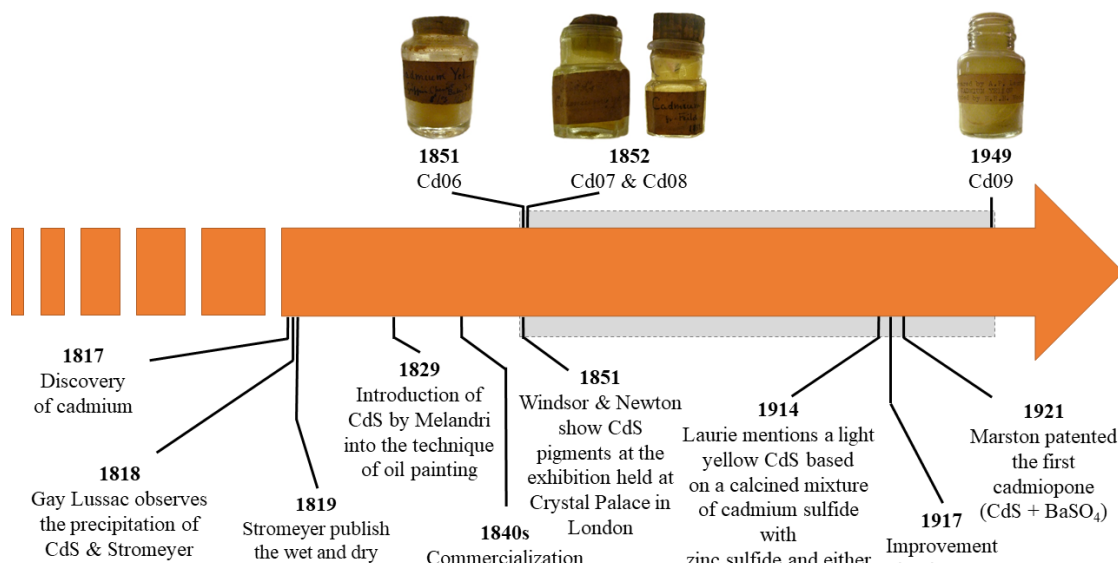 1851
Cd06
1852
Cd07 & Cd08
1949
Cd09
1817
Discovery
of cadmium
1818
Gay Lussac observes
the precipitation of
CdS & Stromeyer
1819
Stromeyer publish
the wet and dry
1829
Introduction of
CdS by Melandri
into the technique
of oil painting
1840s
Commercialization
1851
Windsor & Newton
show CdS
pigments at the
exhibition held at
Crystal Palace in
London
1914
Laurie mentions a light
yellow CdS based
on a calcined mixture
of cadmium sulfide
with
zinc sulfide and either
1917
Improvement
1921
Marston patented
the first
cadmiopone
(CdS + BaSO₄)